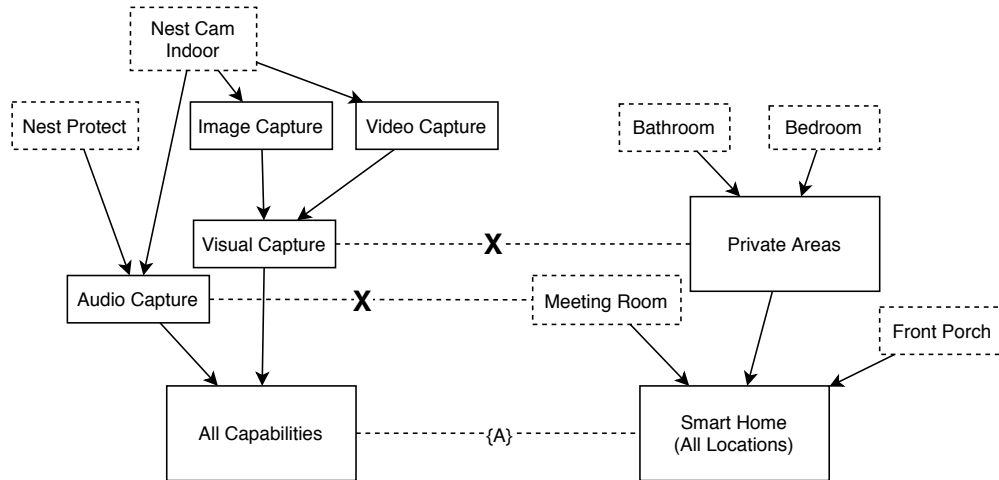 Nest Cam
Indoor
Nest Protect
Image Capture
Video Capture
Bathroom
Bedroom
Visual Capture
X
Private Areas
Audio Capture
X
Meeting Room
Front Porch
All Capabilities
{A}
Smart Home
(All Locations)